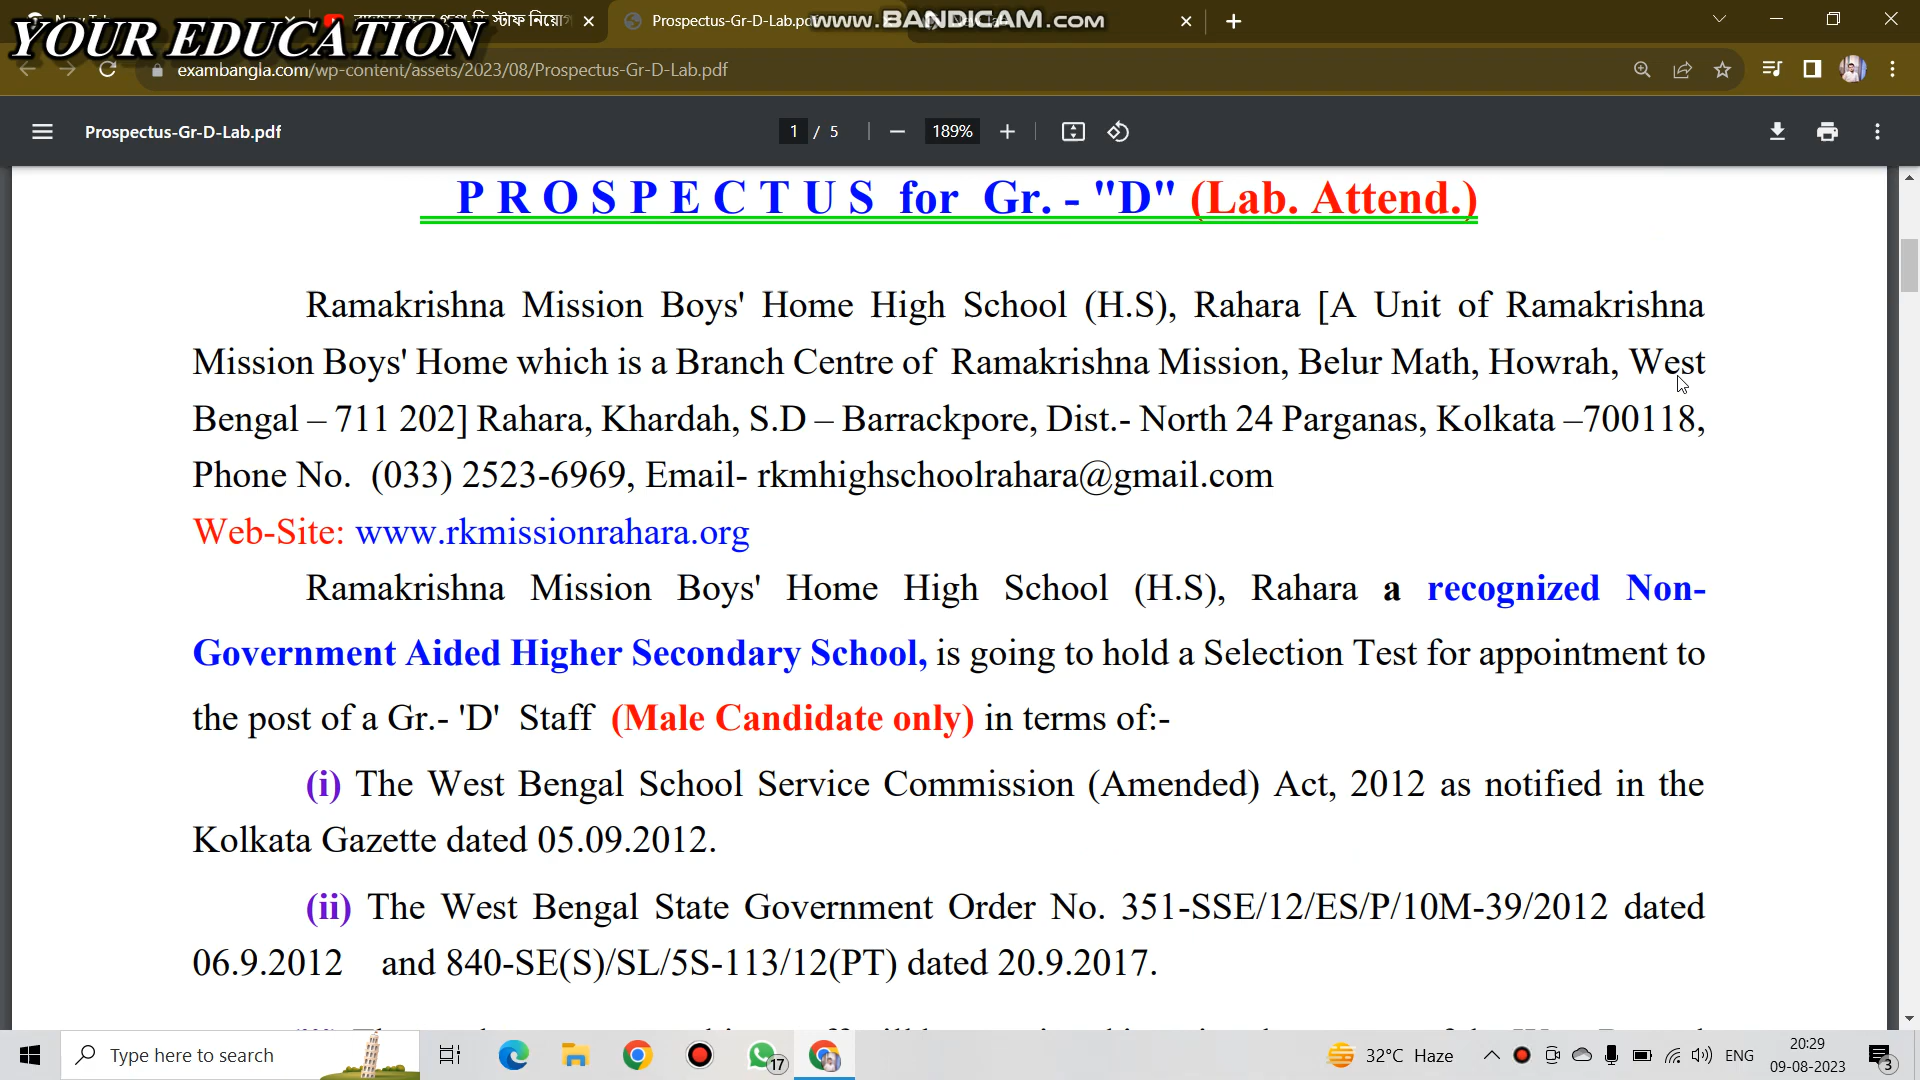 YOUR EDUCATION
স্টাফ নিয়োগ
Prospectus-Gr-D-Lab.pdf
www.BANDICAM.com
exambangla.com/wp-content/assets/2023/08/Prospectus-Gr-D-Lab.pdf
Prospectus-Gr-D-Lab.pdf
1 / 5
189%
P R O S P E C T U S for Gr. - "D" (Lab. Attend.)
Ramakrishna Mission Boys' Home High School (H.S), Rahara [A Unit of Ramakrishna
Mission Boys' Home which is a Branch Centre of Ramakrishna Mission, Belur Math, Howrah, West
Bengal – 711 202] Rahara, Khardah, S.D – Barrackpore, Dist.- North 24 Parganas, Kolkata –700118,
Phone No. (033) 2523-6969, Email- rkmhighschoolrahara@gmail.com
Web-Site: www.rkmissionrahara.org
Ramakrishna Mission Boys' Home High School (H.S), Rahara a recognized Non-
Government Aided Higher Secondary School, is going to hold a Selection Test for appointment to
the post of a Gr.- 'D' Staff (Male Candidate only) in terms of:-
(i) The West Bengal School Service Commission (Amended) Act, 2012 as notified in the
Kolkata Gazette dated 05.09.2012.
(ii) The West Bengal State Government Order No. 351-SSE/12/ES/P/10M-39/2012 dated
06.9.2012 and 840-SE(S)/SL/5S-113/12(PT) dated 20.9.2017.
Type here to search
17
32°C Haze
ENG
20:29
09-08-2023
3